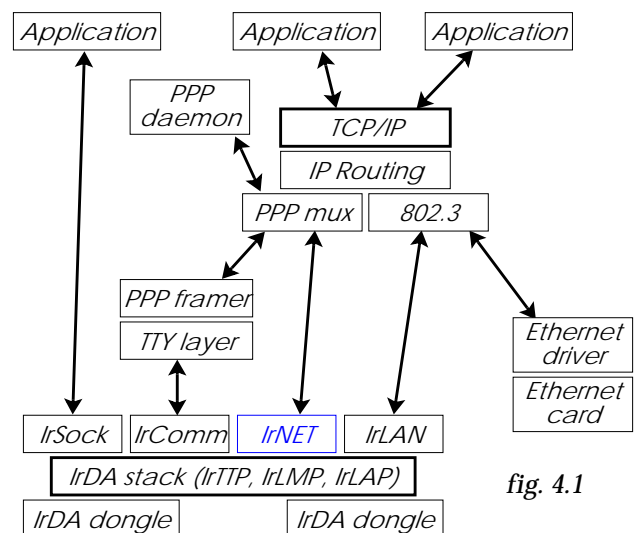 Application
Application
Application
PPP
daemon
TCP/IP
IP Routing
PPP mux
802.3
PPP framer
TTY layer
Ethernet
driver
Ethernet
card
IrSock
IrComm
IrNET
IrLAN
IrDA stack (IrTTP, IrLMP, IrLAP)
fig. 4.1
IrDA dongle
IrDA dongle